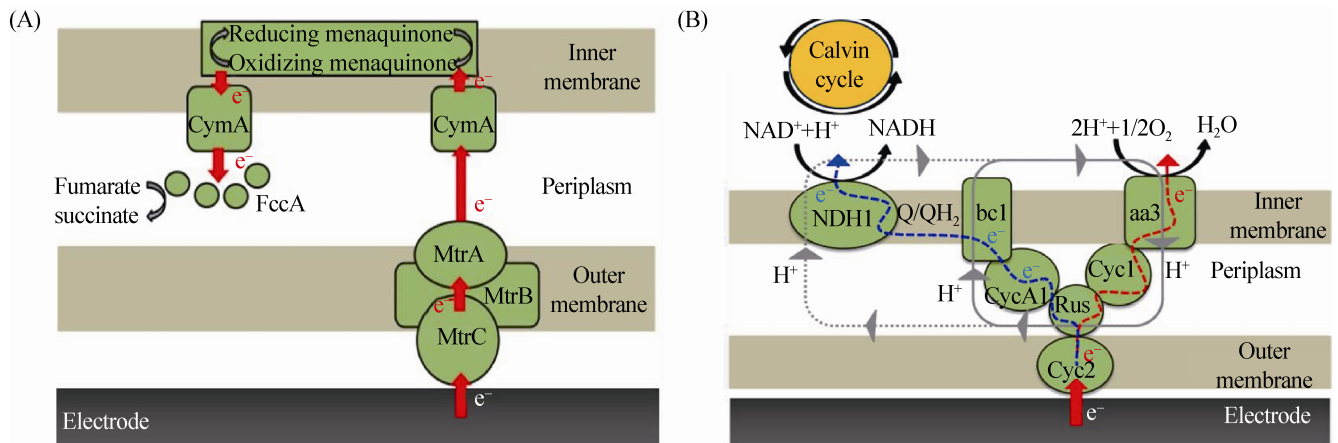 (A)
Reducing menaquinone
Oxidizing menaquinone
Inner
membrane
e⁻
e⁻
CymA
CymA
e⁻
Fumarate
succinate
FccA
Periplasm
e⁻
MtrA
MtrB
Outer
membrane
e⁻
MtrC
e⁻
Electrode
(B)
Calvin
cycle
NAD⁺+H⁺
NADH
2H⁺+1/2O₂
H₂O
e⁻
NDH1
Q/QH₂
bc1
e⁻
aa3
e⁻
Inner
membrane
H⁺
H⁺
e⁻
CycA1
Rus
Cyc1
H⁺
Periplasm
e⁻
Cyc2
Outer
membrane
e⁻
Electrode